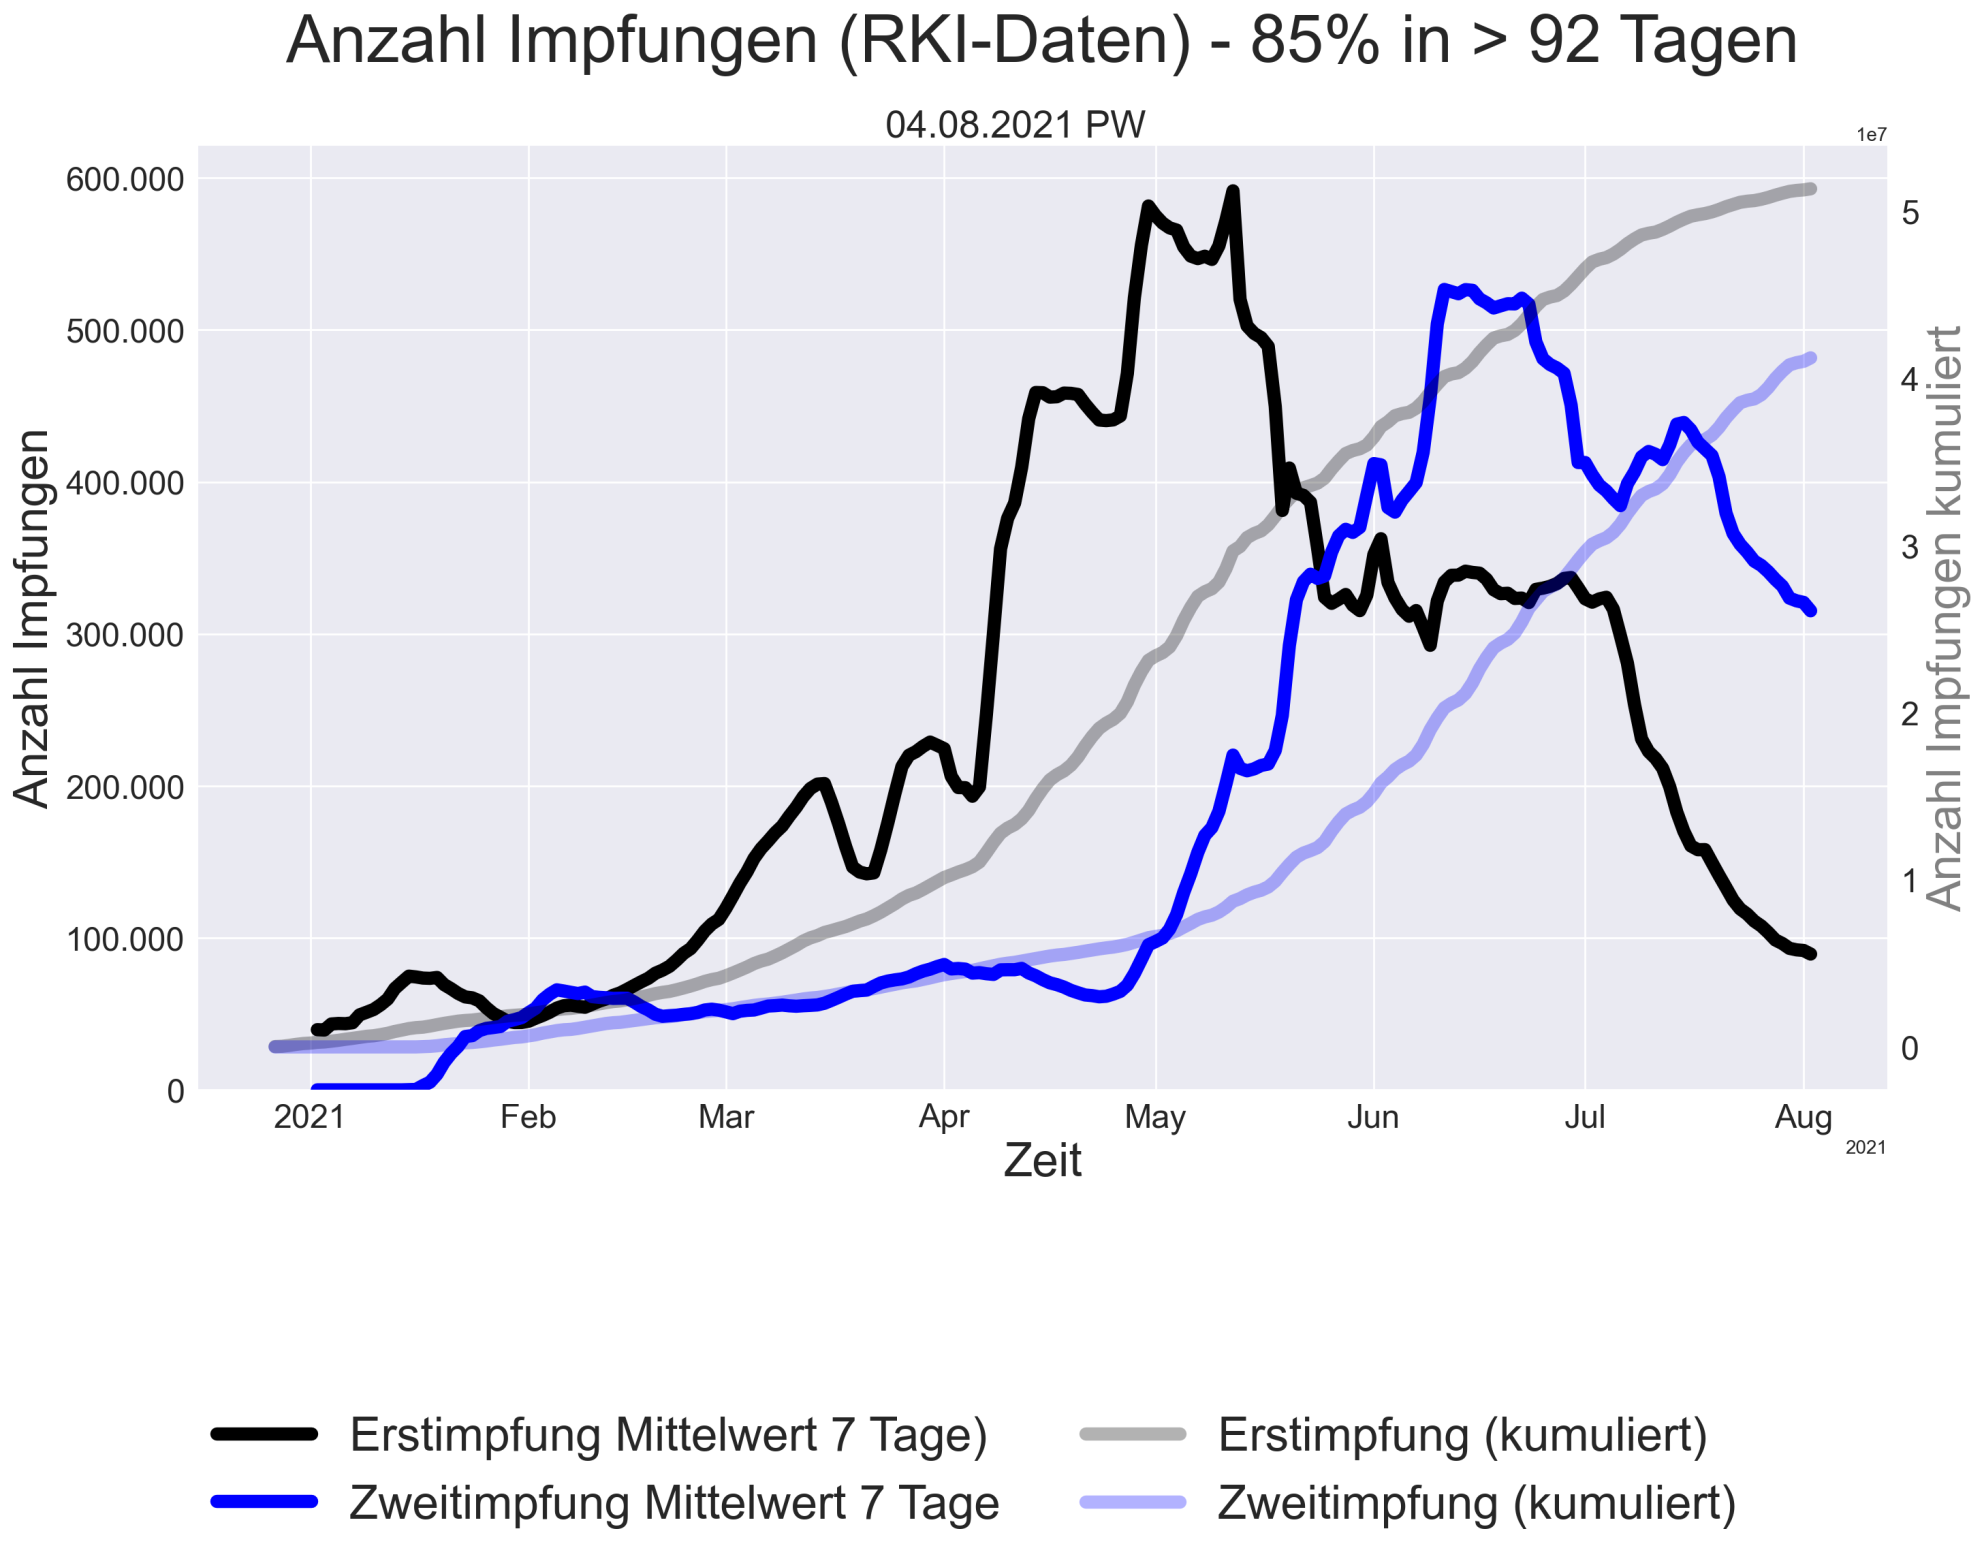 Anzahl Impfungen (RKI-Daten) - 85% in > 92 Tagen
04.08.2021 PW
1e7
600.000
500.000
400.000
300.000
200.000
100.000
0
Anzahl Impfungen
5
4
3
2
1
0
Anzahl Impfungen kumuliert
2021 Feb Mar Apr May Jun Jul Aug
2021
Zeit
Erstimpfung Mittelwert 7 Tage)
Zweitimpfung Mittelwert 7 Tage
Erstimpfung (kumuliert)
Zweitimpfung (kumuliert)